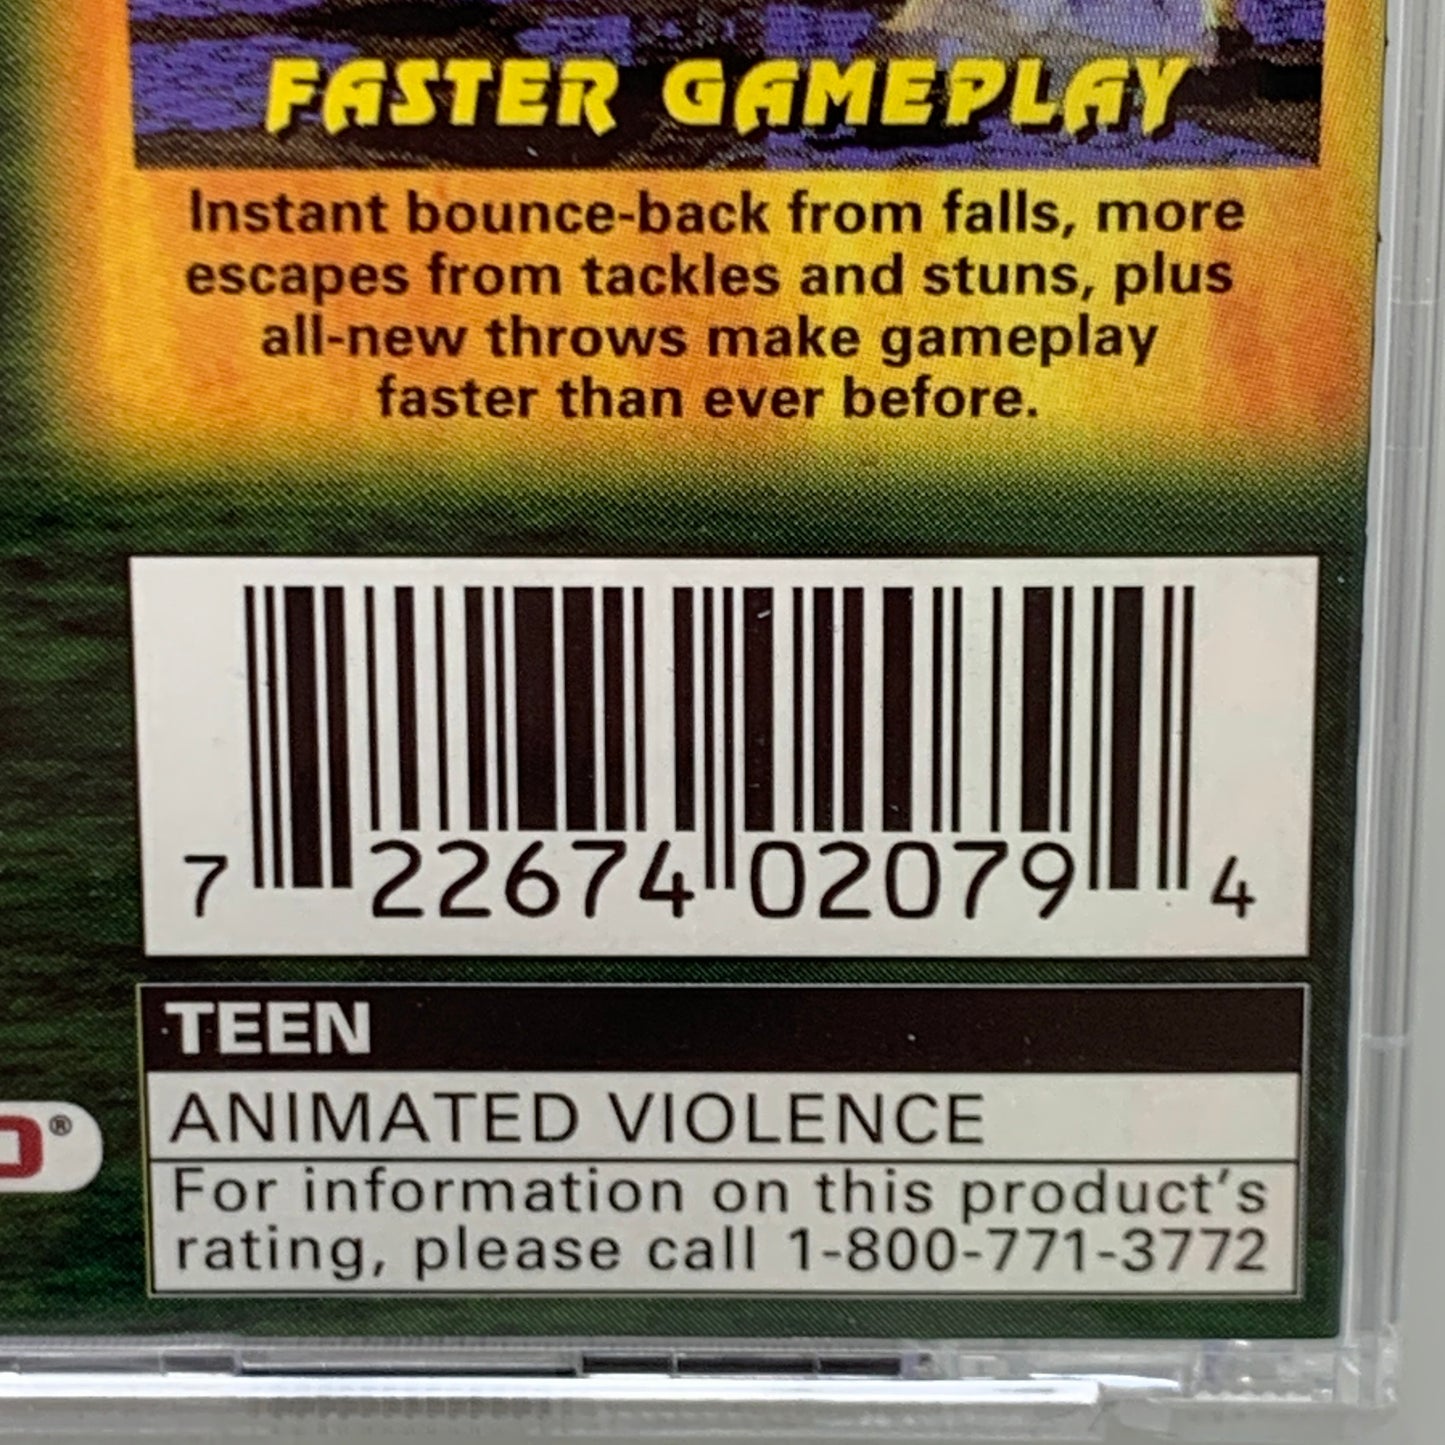 FASTER GAMEPLAY
Instant bounce-back from falls, more
escapes from tackles and stuns, plus
all-new throws make gameplay
faster than ever before.
7 22674 02079 4
TEEN
ANIMATED VIOLENCE
®
For information on this product's
rating, please call 1-800-771-3772